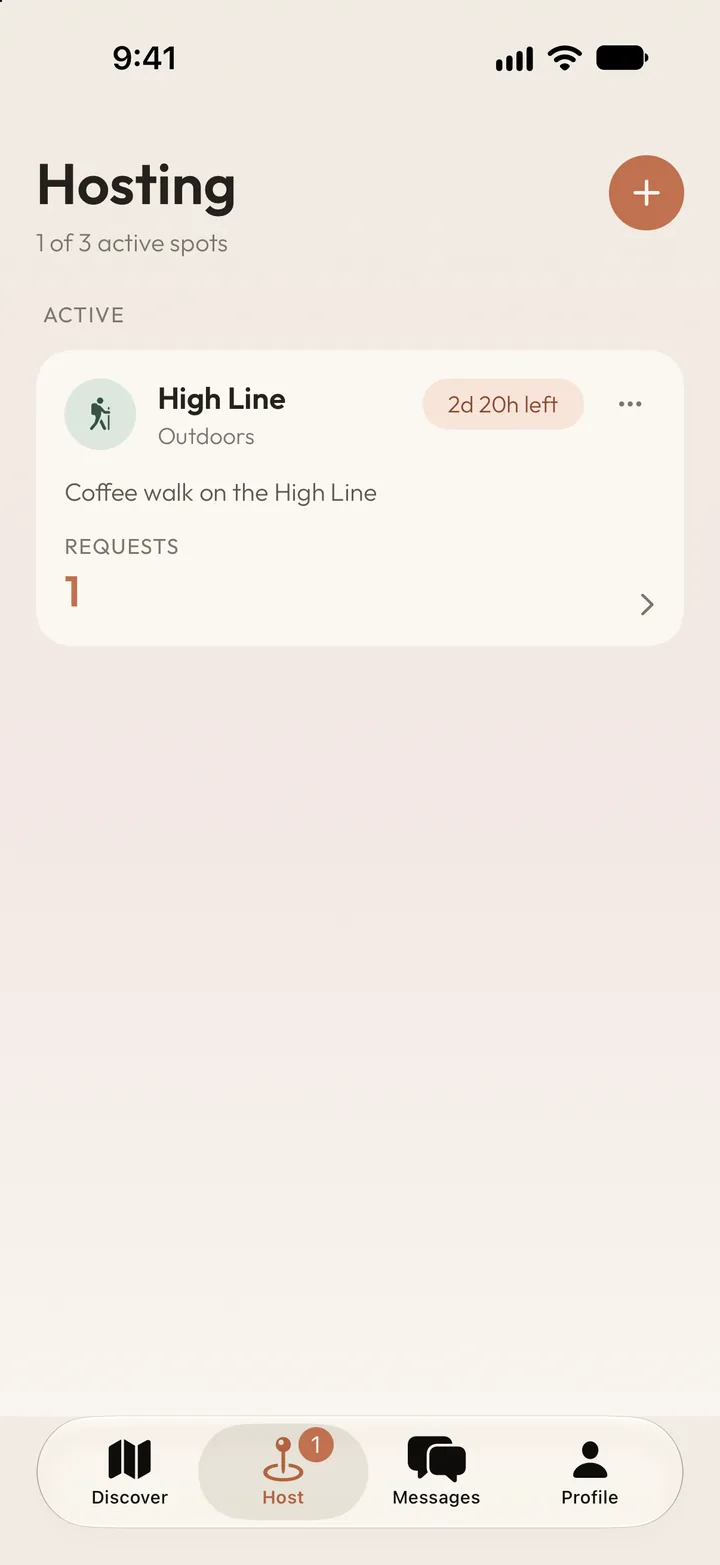 9:41
Hosting
1 of 3 active spots
ACTIVE
High Line
2d 20h left
Outdoors
Coffee walk on the High Line
REQUESTS
1
1
Discover
Host
Messages
Profile